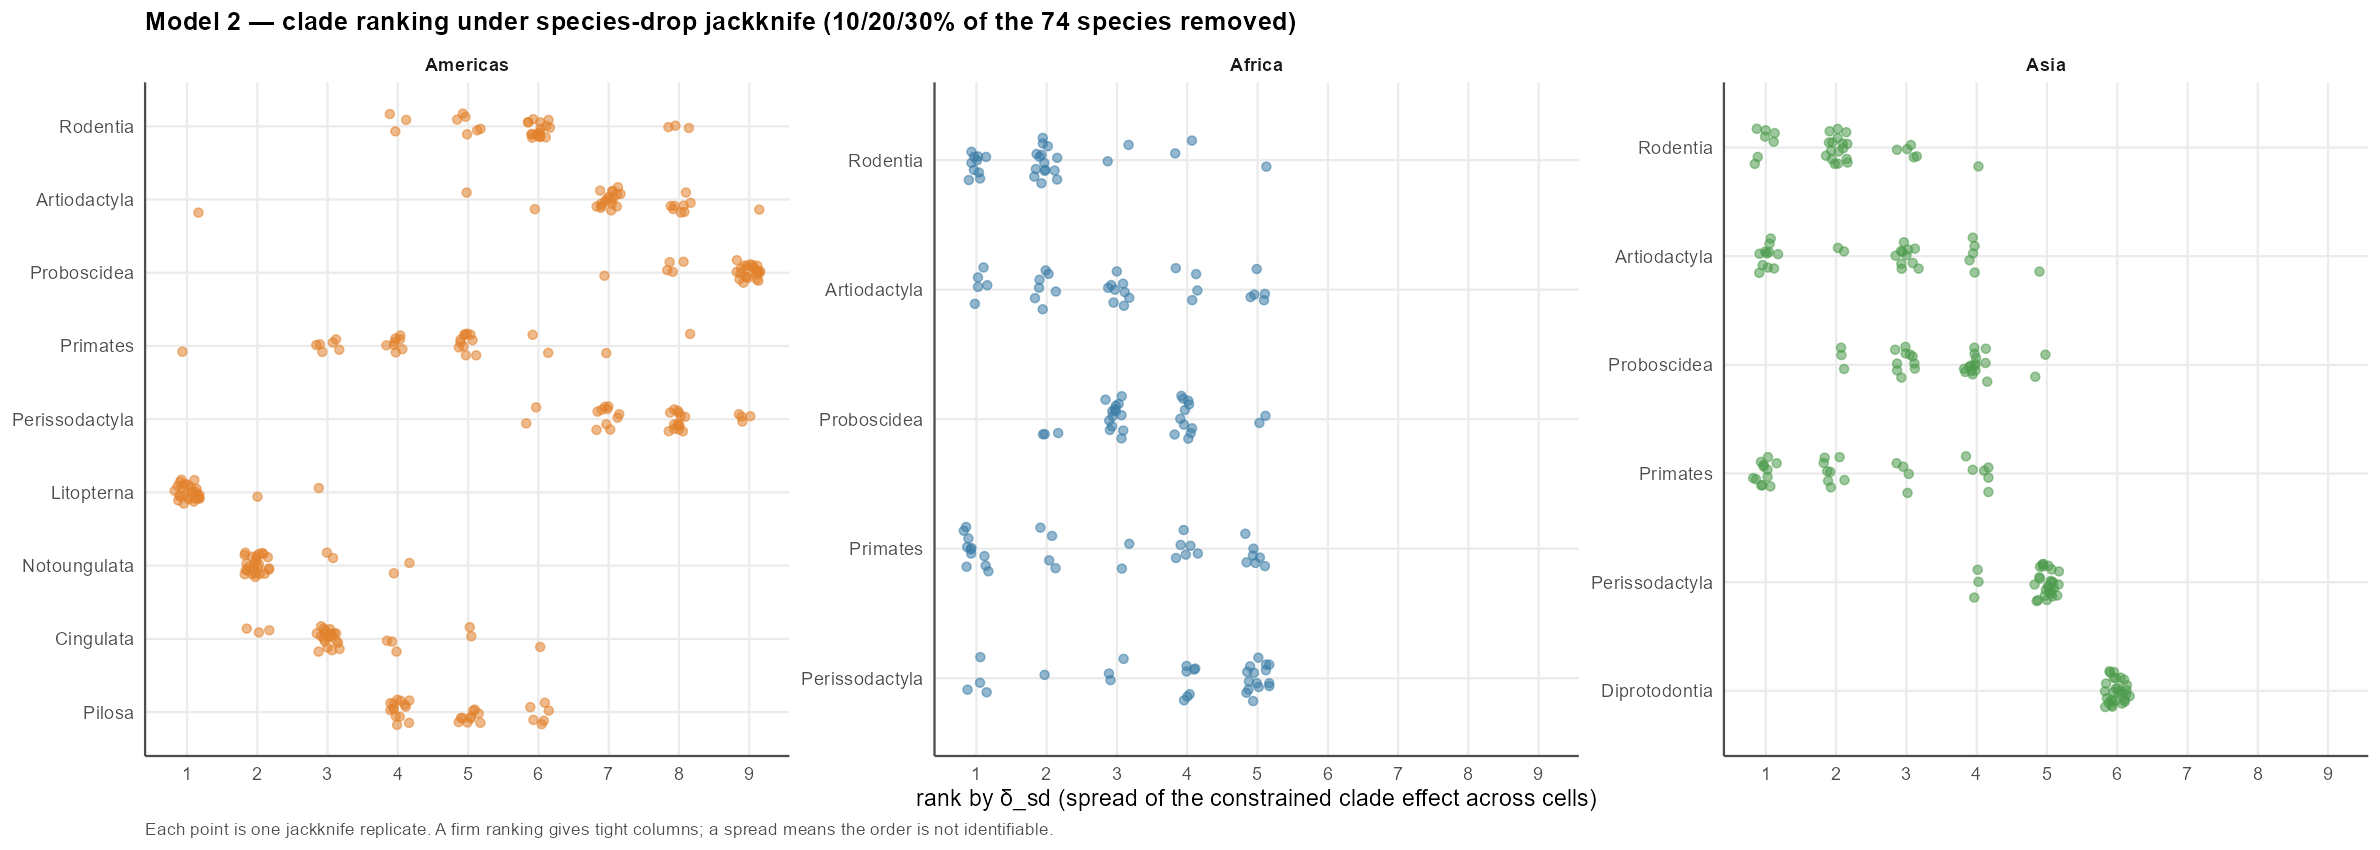 Model 2 — clade ranking under species-drop jackknife (10/20/30% of the 74 species removed)
Americas
Rodentia
Artiodactyla
Proboscidea
Primates
Perissodactyla
Litopterna
Notoungulata
Cingulata
Pilosa
1 2 3 4 5 6 7 8 9
Africa
Rodentia
Artiodactyla
Proboscidea
Primates
Perissodactyla
1 2 3 4 5 6 7 8 9
Asia
Rodentia
Artiodactyla
Proboscidea
Primates
Perissodactyla
Diprotodontia
1 2 3 4 5 6 7 8 9
rank by δ_sd (spread of the constrained clade effect across cells)
Each point is one jackknife replicate. A firm ranking gives tight columns; a spread means the order is not identifiable.